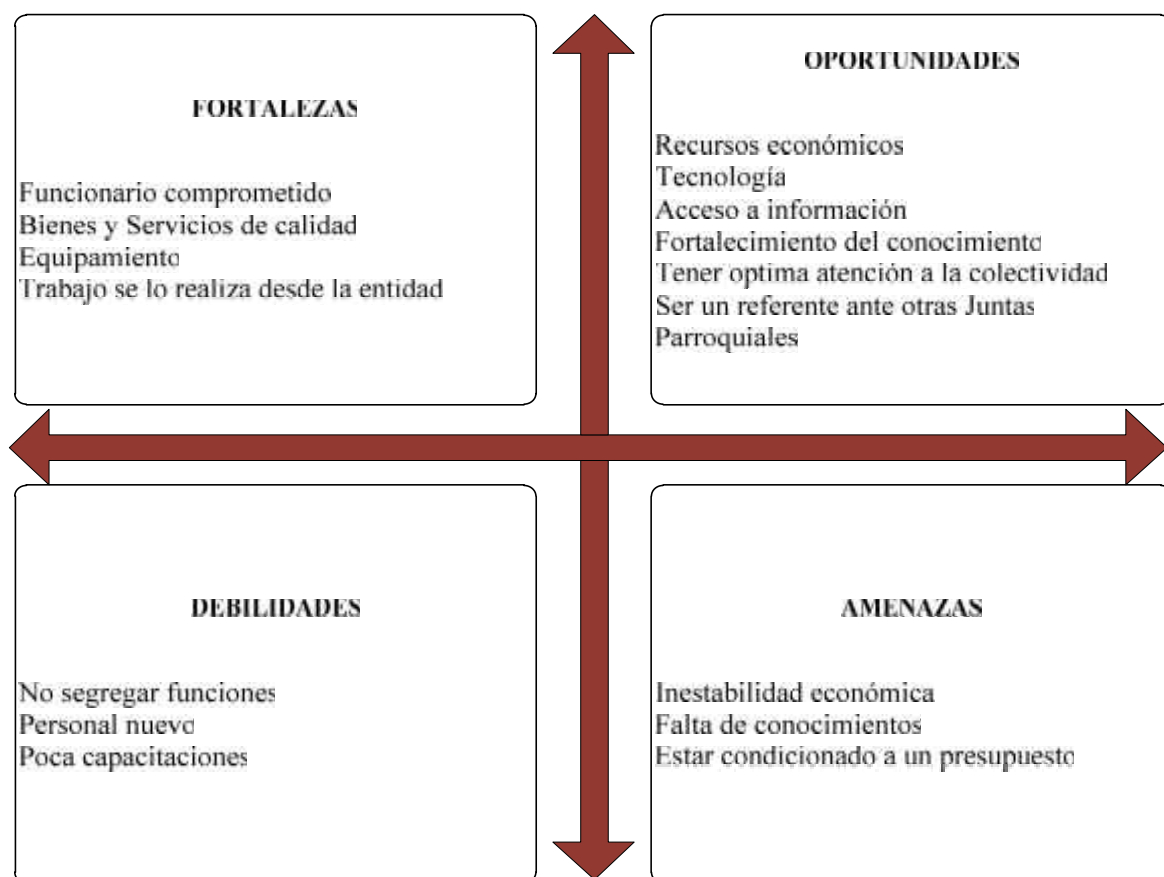 FORTALEZAS
Funcionario comprometido
Bienes y Servicios de calidad
Equipamiento
Trabajo se lo realiza desde la entidad
OPORTUNIDADES
Recursos económicos
Tecnología
Acceso a información
Fortalecimiento del conocimiento
Tener optima atención a la colectividad
Ser un referente ante otras Juntas
Parroquiales
DEBILIDADES
No segregar funciones
Personal nuevo
Poca capacitaciones
AMENAZAS
Inestabilidad económica
Falta de conocimientos
Estar condicionado a un presupuesto